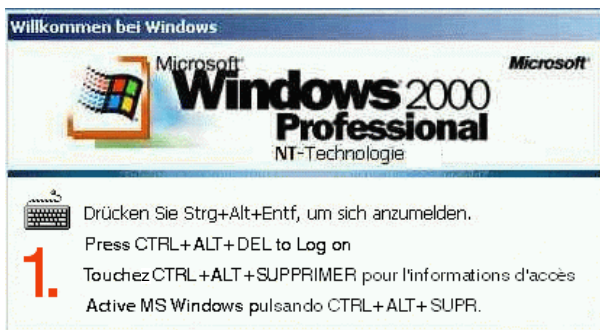 Willkommen bei Windows
Microsoft
Microsoft
Windows 2000
Professional
NT-Technologie
Drücken Sie Strg+Alt+Entf, um sich anzumelden.
1.
Press CTRL+ALT+DEL to Log on
Touchez CTRL+ALT+SUPPRIMER pour l'informations d'accès
Active MS Windows pulsando CTRL+ALT+ SUPR.